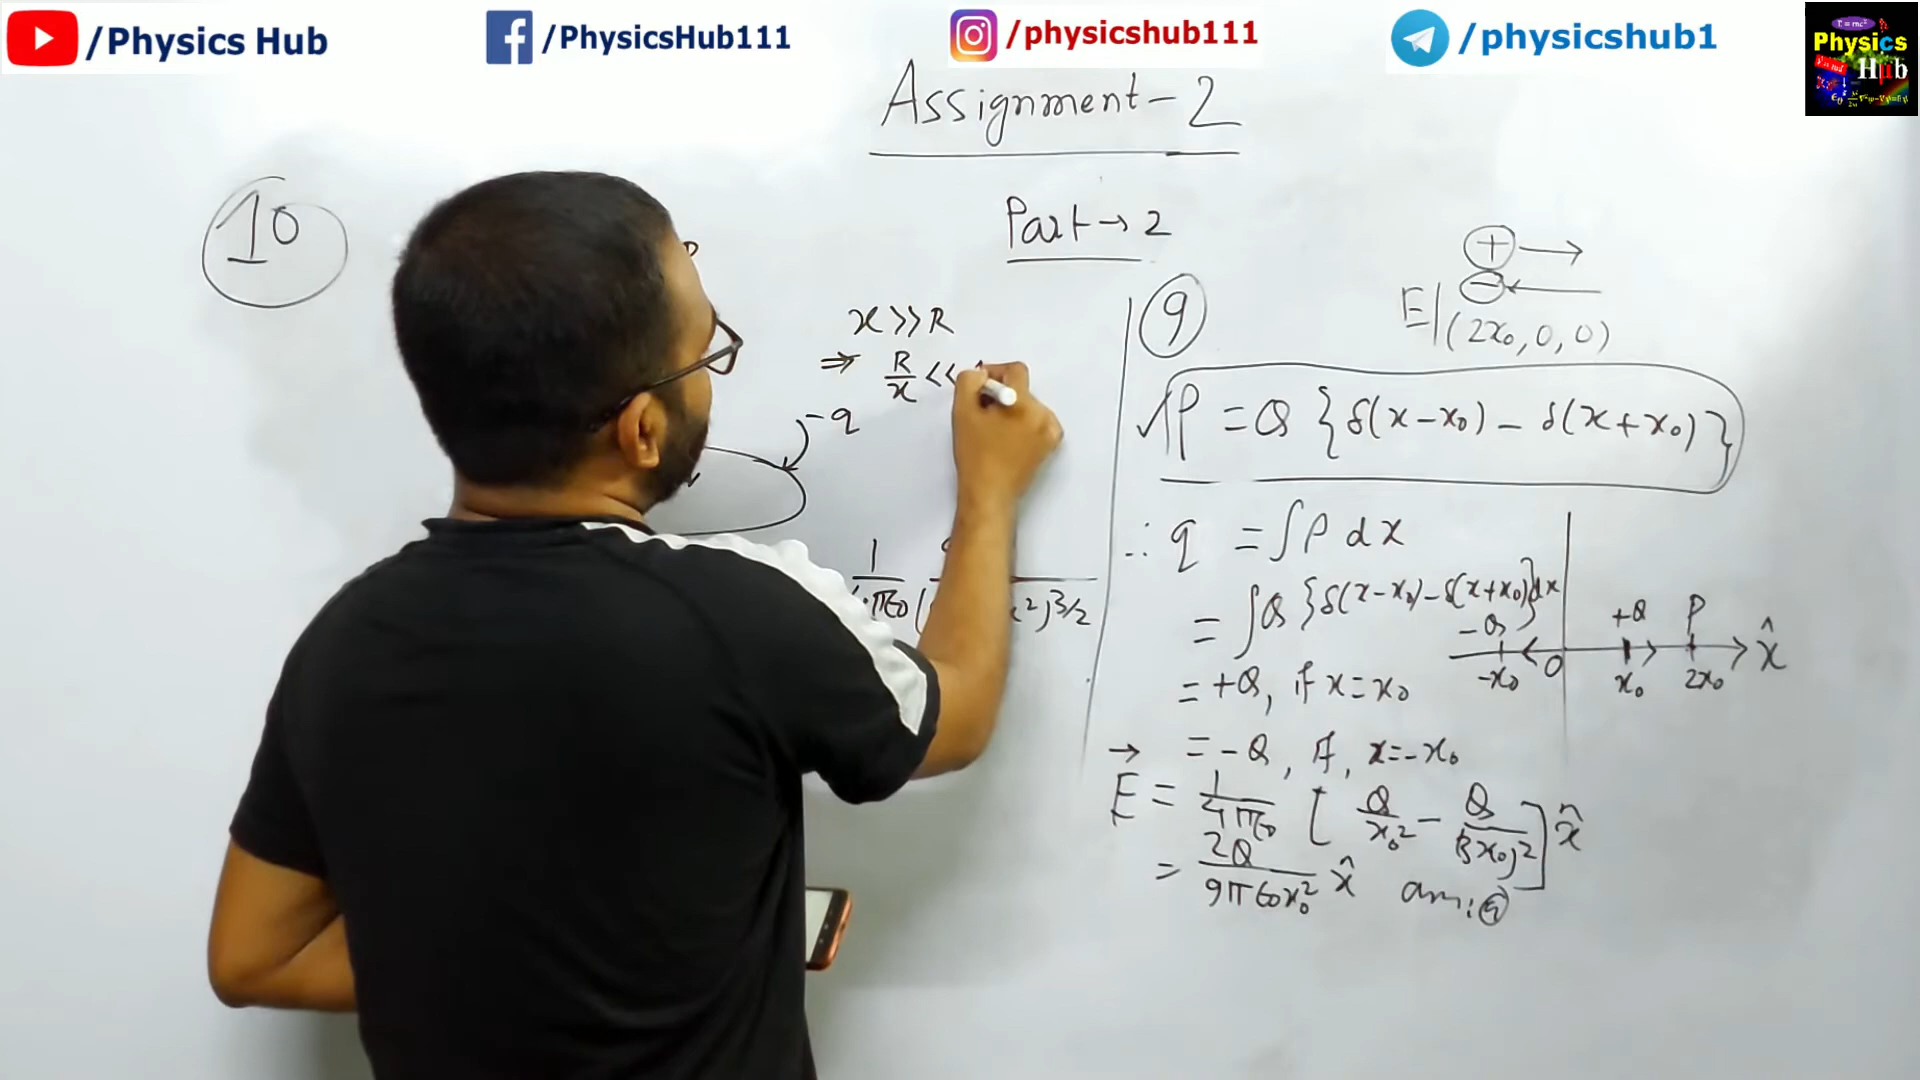 /Physics Hub
/PhysicsHub111
/physicshub111
/physicshub1
Physics
Hub
Assignment-2
Part→2
10
x>>R
⇒ R/x <<
-q
1/4πϵ0
x²)^3/2
9
+ →
- ←
E|(2x₀,0,0)
✓ρ = Q {δ(x-x₀) - δ(x+x₀)}
∴ q = ∫ρ dx
= ∫Q {δ(x-x₀)-δ(x+x₀)}dx
-Q +Q P
-x₀ O x₀ 2x₀ x̂
= +Q, if x=x₀
= -Q, if, x=-x₀
E⃗ = 1/4πϵ0 [Q/x₀² - Q/(3x₀)²] x̂
= 2Q/9πϵ0x₀² x̂ ans: